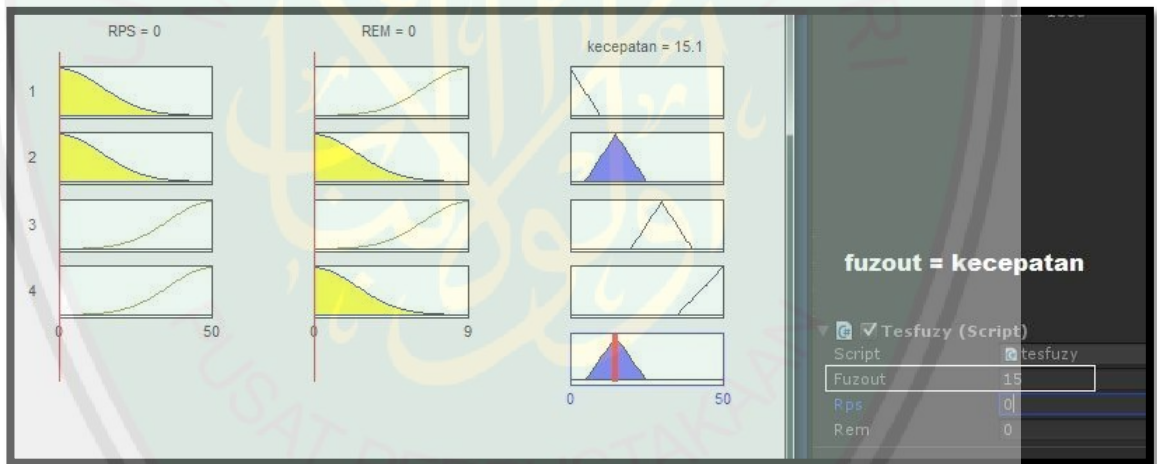 RPS = 0
REM = 0
kecepatan = 15.1
1
2
3
4
0
50
0
9
0
50
fuzout = kecepatan
Tesfuzy (Script)
Script
tesfuzy
Fuzout
15
Rps
0
Rem
0
PUSAT